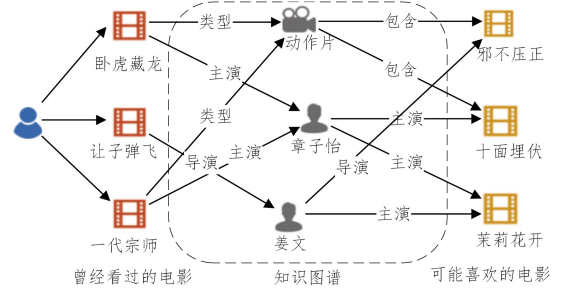 类型
包含
动作片
邪不压正
卧虎藏龙
主演
包含
类型
主演
十面埋伏
让子弹飞
章子怡
导演
主演
导演
主演
一代宗师
姜文
主演
茉莉花开
曾经看过的电影
知识图谱
可能喜欢的电影